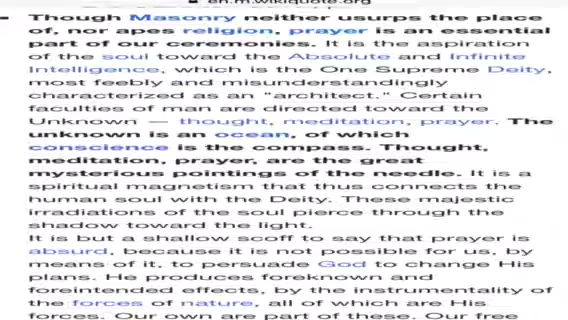 en.m.wikiquote.org
Though Masonry neither usurps the place
of, nor apes religion, prayer is an essential
part of our ceremonies. It is the aspiration
of the soul toward the Absolute and Infinite
Intelligence, which is the One Supreme Deity,
most feebly and misunderstandingly
characterized as an "architect." Certain
faculties of man are directed toward the
Unknown — thought, meditation, prayer. The
unknown is an ocean, of which
conscience is the compass. Thought,
meditation, prayer, are the great
mysterious pointings of the needle. It is a
spiritual magnetism that thus connects the
human soul with the Deity. These majestic
irradiations of the soul pierce through the
shadow toward the light.
It is but a shallow scoff to say that prayer is
absurd, because it is not possible for us, by
means of it, to persuade God to change His
plans. He produces foreknown and
foreintended effects, by the instrumentality of
the forces of nature, all of which are His
forces. Our own are part of these. Our free